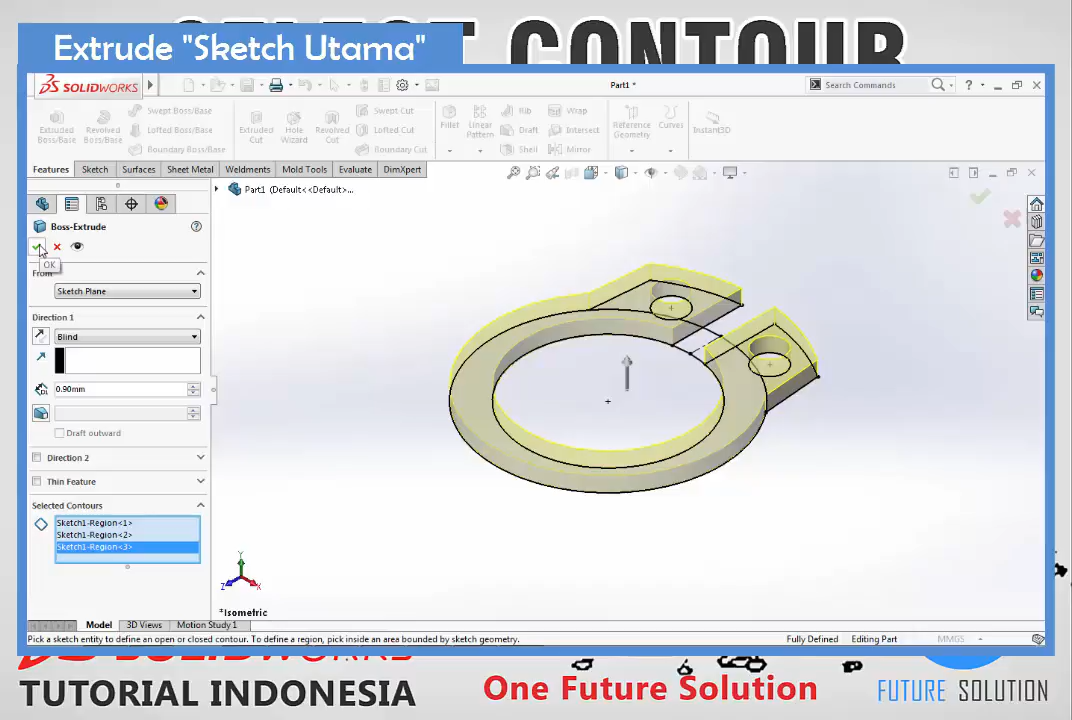 SELECT CONTOUR
Extrude "Sketch Utama"
SOLIDWORKS
Part1 *
Search Commands
Extruded Boss/Base
Revolved Boss/Base
Swept Boss/Base
Lofted Boss/Base
Boundary Boss/Base
Extruded Cut
Hole Wizard
Revolved Cut
Swept Cut
Lofted Cut
Boundary Cut
Fillet
Linear Pattern
Rib
Draft
Shell
Wrap
Intersect
Mirror
Reference Geometry
Curves
Instant3D
Features Sketch Surfaces Sheet Metal Weldments Mold Tools Evaluate DimXpert
Part1 (Default<<Default>...
Boss-Extrude
OK
From
Sketch Plane
Direction 1
Blind
0.90mm
Draft outward
Direction 2
Thin Feature
Selected Contours
Sketch1-Region<1>
Sketch1-Region<2>
Sketch1-Region<3>
Y
Z
X
*Isometric
Model 3D Views Motion Study 1
Pick a sketch entity to define an open or closed contour. To define a region, pick inside an area bounded by sketch geometry.
Fully Defined Editing Part MMGS
TUTORIAL INDONESIA
One Future Solution
FUTURE SOLUTION